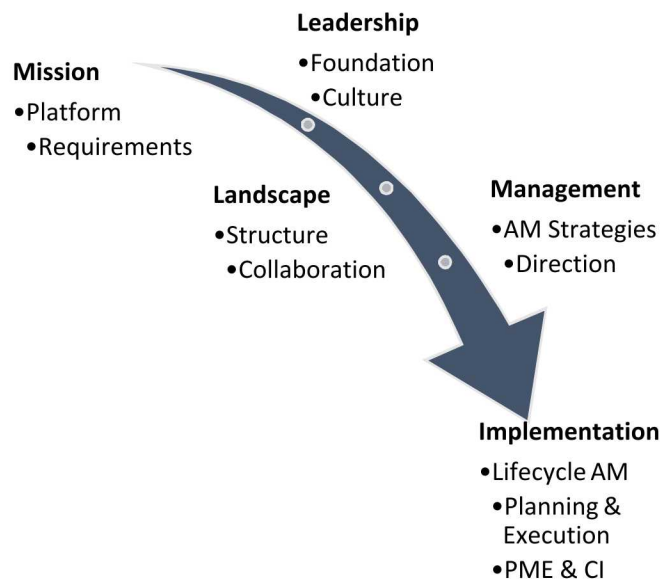 Mission
•Platform
•Requirements
Leadership
•Foundation
•Culture
Landscape
•Structure
•Collaboration
Management
•AM Strategies
•Direction
Implementation
•Lifecycle AM
•Planning &
Execution
•PME & CI